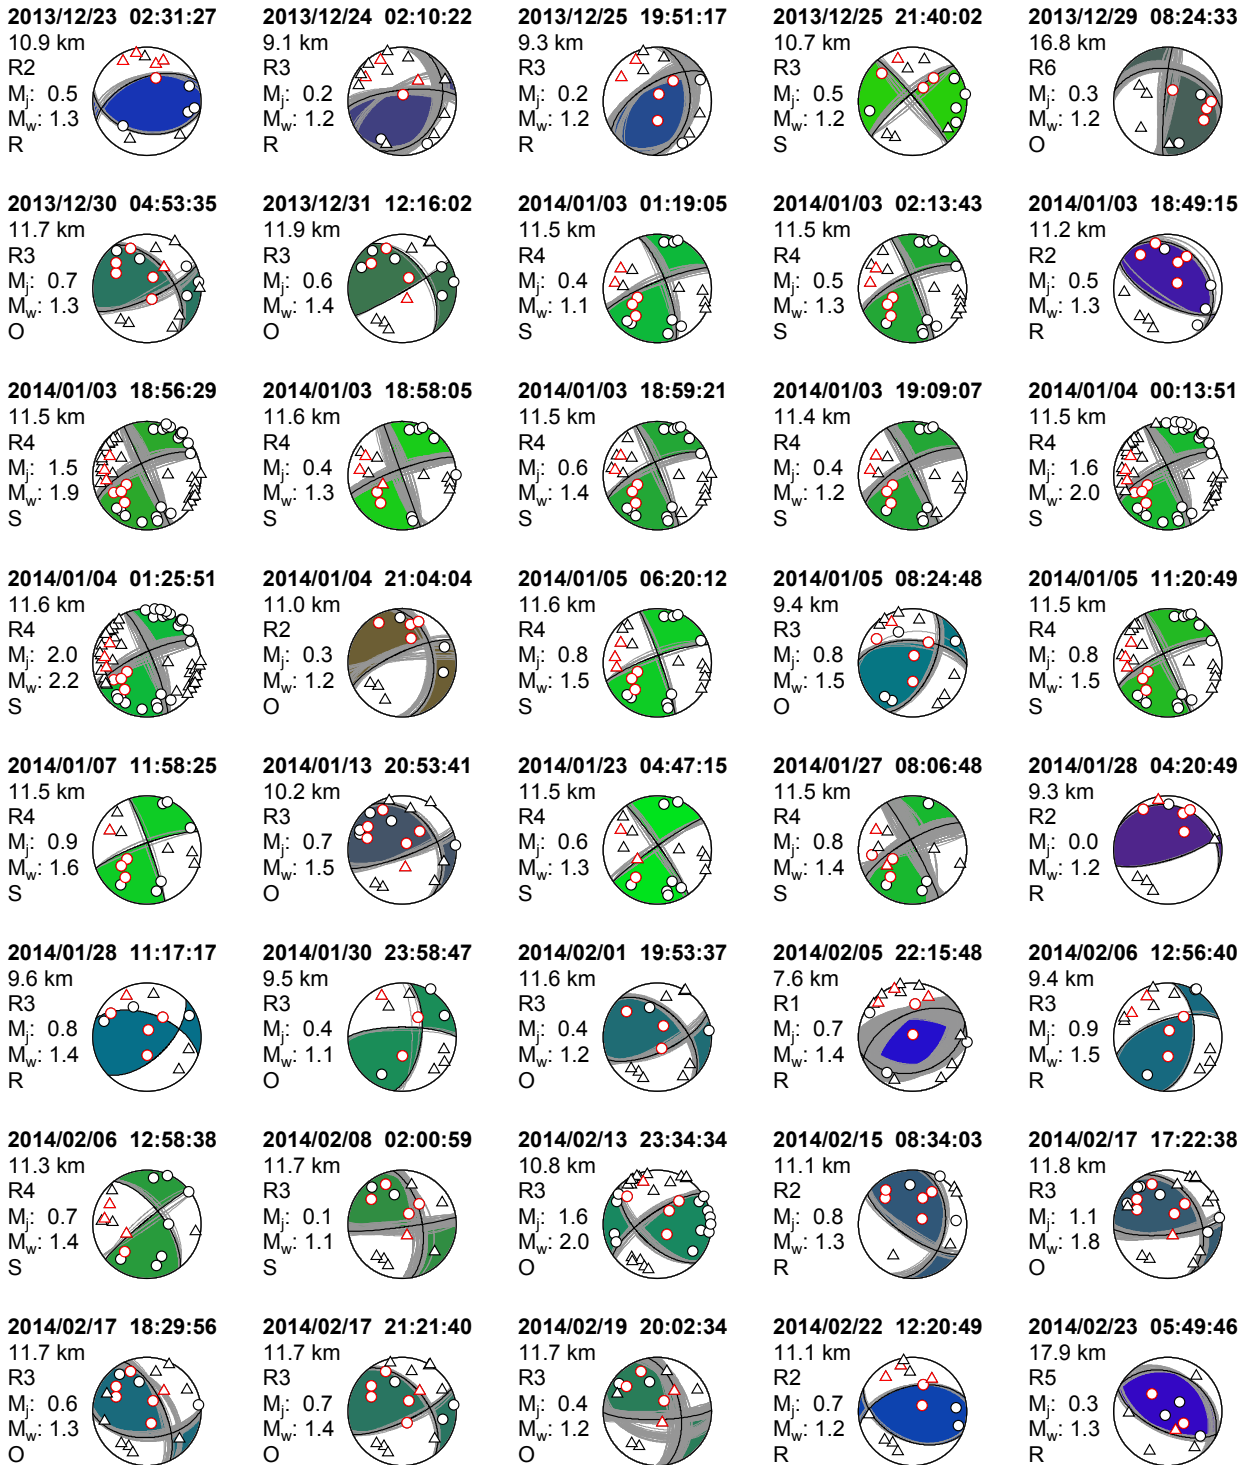 2013/12/23 02:31:27
10.9 km
R2
Mj: 0.5
Mw: 1.3
R
2013/12/24 02:10:22
9.1 km
R3
Mj: 0.2
Mw: 1.2
R
2013/12/25 19:51:17
9.3 km
R3
Mj: 0.2
Mw: 1.2
R
2013/12/25 21:40:02
10.7 km
R3
Mj: 0.5
Mw: 1.2
S
2013/12/29 08:24:33
16.8 km
R6
Mj: 0.3
Mw: 1.2
O
2013/12/30 04:53:35
11.7 km
R3
Mj: 0.7
Mw: 1.3
O
2013/12/31 12:16:02
11.9 km
R3
Mj: 0.6
Mw: 1.4
O
2014/01/03 01:19:05
11.5 km
R4
Mj: 0.4
Mw: 1.1
S
2014/01/03 02:13:43
11.5 km
R4
Mj: 0.5
Mw: 1.2
S
2014/01/03 18:49:15
11.2 km
R2
Mj: 0.5
Mw: 1.3
R
2014/01/03 18:56:29
11.5 km
R4
Mj: 1.5
Mw: 1.9
S
2014/01/03 18:58:05
11.6 km
R4
Mj: 0.4
Mw: 1.3
S
2014/01/03 18:59:21
11.5 km
R4
Mj: 0.6
Mw: 1.4
S
2014/01/03 19:09:07
11.4 km
R4
Mj: 0.4
Mw: 1.2
S
2014/01/04 00:13:51
11.5 km
R4
Mj: 1.6
Mw: 2.0
S
2014/01/04 01:25:51
11.6 km
R4
Mj: 2.0
Mw: 2.2
S
2014/01/04 21:04:04
11.0 km
R2
Mj: 0.3
Mw: 1.2
O
2014/01/05 06:20:12
11.6 km
R4
Mj: 0.8
Mw: 1.5
S
2014/01/05 08:24:48
9.4 km
R3
Mj: 0.8
Mw: 1.5
O
2014/01/05 11:20:49
11.5 km
R4
Mj: 0.8
Mw: 1.5
S
2014/01/07 11:58:25
11.5 km
R4
Mj: 0.9
Mw: 1.6
S
2014/01/13 20:53:41
10.2 km
R3
Mj: 0.7
Mw: 1.5
O
2014/01/23 04:47:15
11.5 km
R4
Mj: 0.6
Mw: 1.3
S
2014/01/27 08:06:48
11.5 km
R4
Mj: 0.8
Mw: 1.4
S
2014/01/28 04:20:49
9.3 km
R2
Mj: 0.0
Mw: 1.2
R
2014/01/28 11:17:17
9.6 km
R3
Mj: 0.8
Mw: 1.4
R
2014/01/30 23:58:47
9.5 km
R3
Mj: 0.4
Mw: 1.1
O
2014/02/01 19:53:37
11.6 km
R3
Mj: 0.4
Mw: 1.2
O
2014/02/05 22:15:48
7.6 km
R1
Mj: 0.7
Mw: 1.4
R
2014/02/06 12:56:40
9.4 km
R3
Mj: 0.9
Mw: 1.5
R
2014/02/06 12:58:38
11.3 km
R4
Mj: 0.7
Mw: 1.4
S
2014/02/08 02:00:59
11.7 km
R3
Mj: 0.1
Mw: 1.1
S
2014/02/13 23:34:34
10.8 km
R3
Mj: 1.6
Mw: 2.0
O
2014/02/15 08:34:03
11.1 km
R2
Mj: 0.8
Mw: 1.3
R
2014/02/17 17:22:38
11.8 km
R3
Mj: 1.1
Mw: 1.8
O
2014/02/17 18:29:56
11.7 km
R3
Mj: 0.6
Mw: 1.3
O
2014/02/17 21:21:40
11.7 km
R3
Mj: 0.7
Mw: 1.4
O
2014/02/19 20:02:34
11.7 km
R3
Mj: 0.4
Mw: 1.2
O
2014/02/22 12:20:49
11.1 km
R2
Mj: 0.7
Mw: 1.2
R
2014/02/23 05:49:46
17.9 km
R5
Mj: 0.3
Mw: 1.3
R